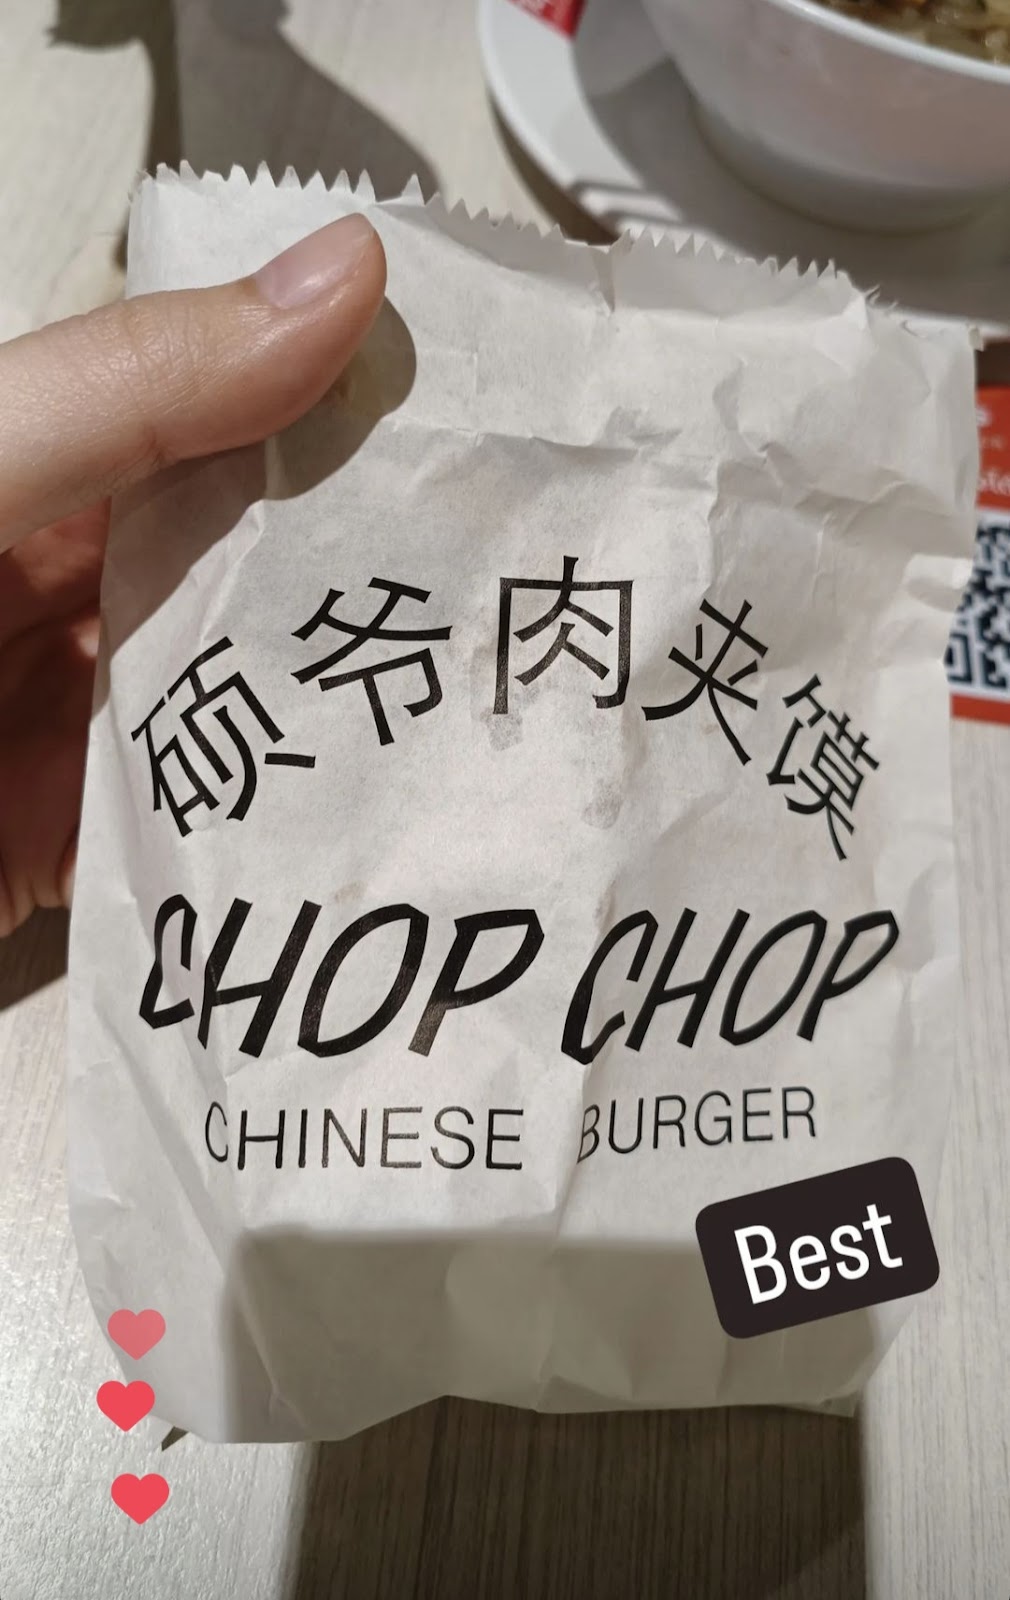 硕爷肉夹馍
CHOP CHOP
CHINESE BURGER
Best